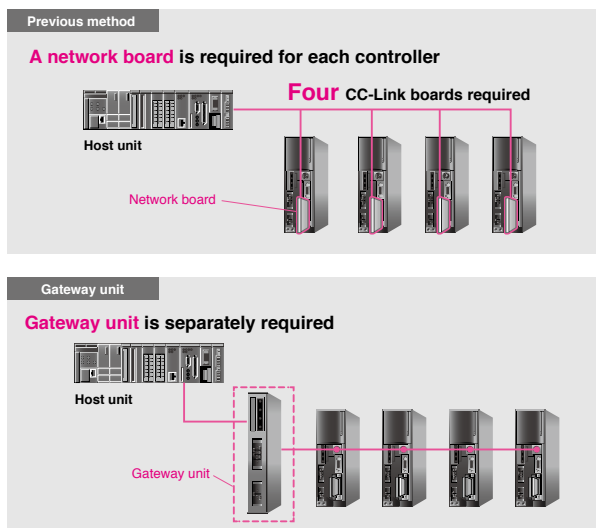 Previous method
A network board is required for each controller
Four CC-Link boards required
Host unit
Network board
Gateway unit
Gateway unit is separately required
Host unit
Gateway unit